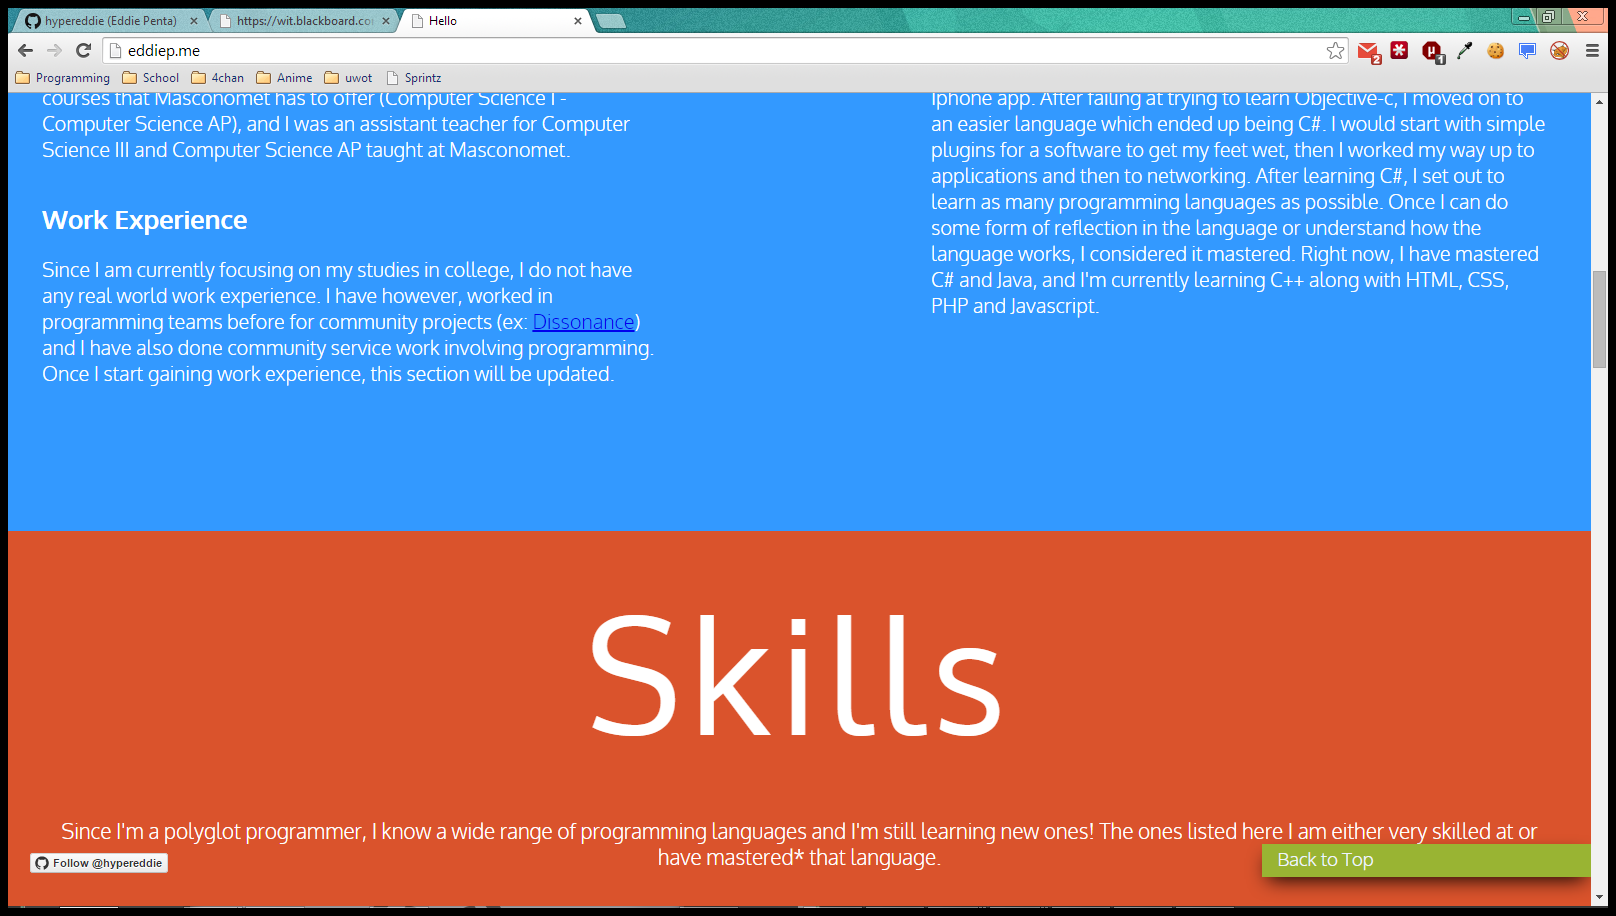 hypereddie (Eddie Penta)
https://wit.blackboard.co
Hello
eddiep.me
2
1
Programming
School
4chan
Anime
uwot
Sprintz
courses that Masconomet has to offer (Computer Science I -
Computer Science AP), and I was an assistant teacher for Computer
Science III and Computer Science AP taught at Masconomet.
Work Experience
Since I am currently focusing on my studies in college, I do not have
any real world work experience. I have however, worked in
programming teams before for community projects (ex: Dissonance)
and I have also done community service work involving programming.
Once I start gaining work experience, this section will be updated.
Iphone app. After failing at trying to learn Objective-c, I moved on to
an easier language which ended up being C#. I would start with simple
plugins for a software to get my feet wet, then I worked my way up to
applications and then to networking. After learning C#, I set out to
learn as many programming languages as possible. Once I can do
some form of reflection in the language or understand how the
language works, I considered it mastered. Right now, I have mastered
C# and Java, and I'm currently learning C++ along with HTML, CSS,
PHP and Javascript.
Skills
Since I'm a polyglot programmer, I know a wide range of programming languages and I'm still learning new ones! The ones listed here I am either very skilled at or
have mastered* that language.
Follow @hypereddie
Back to Top